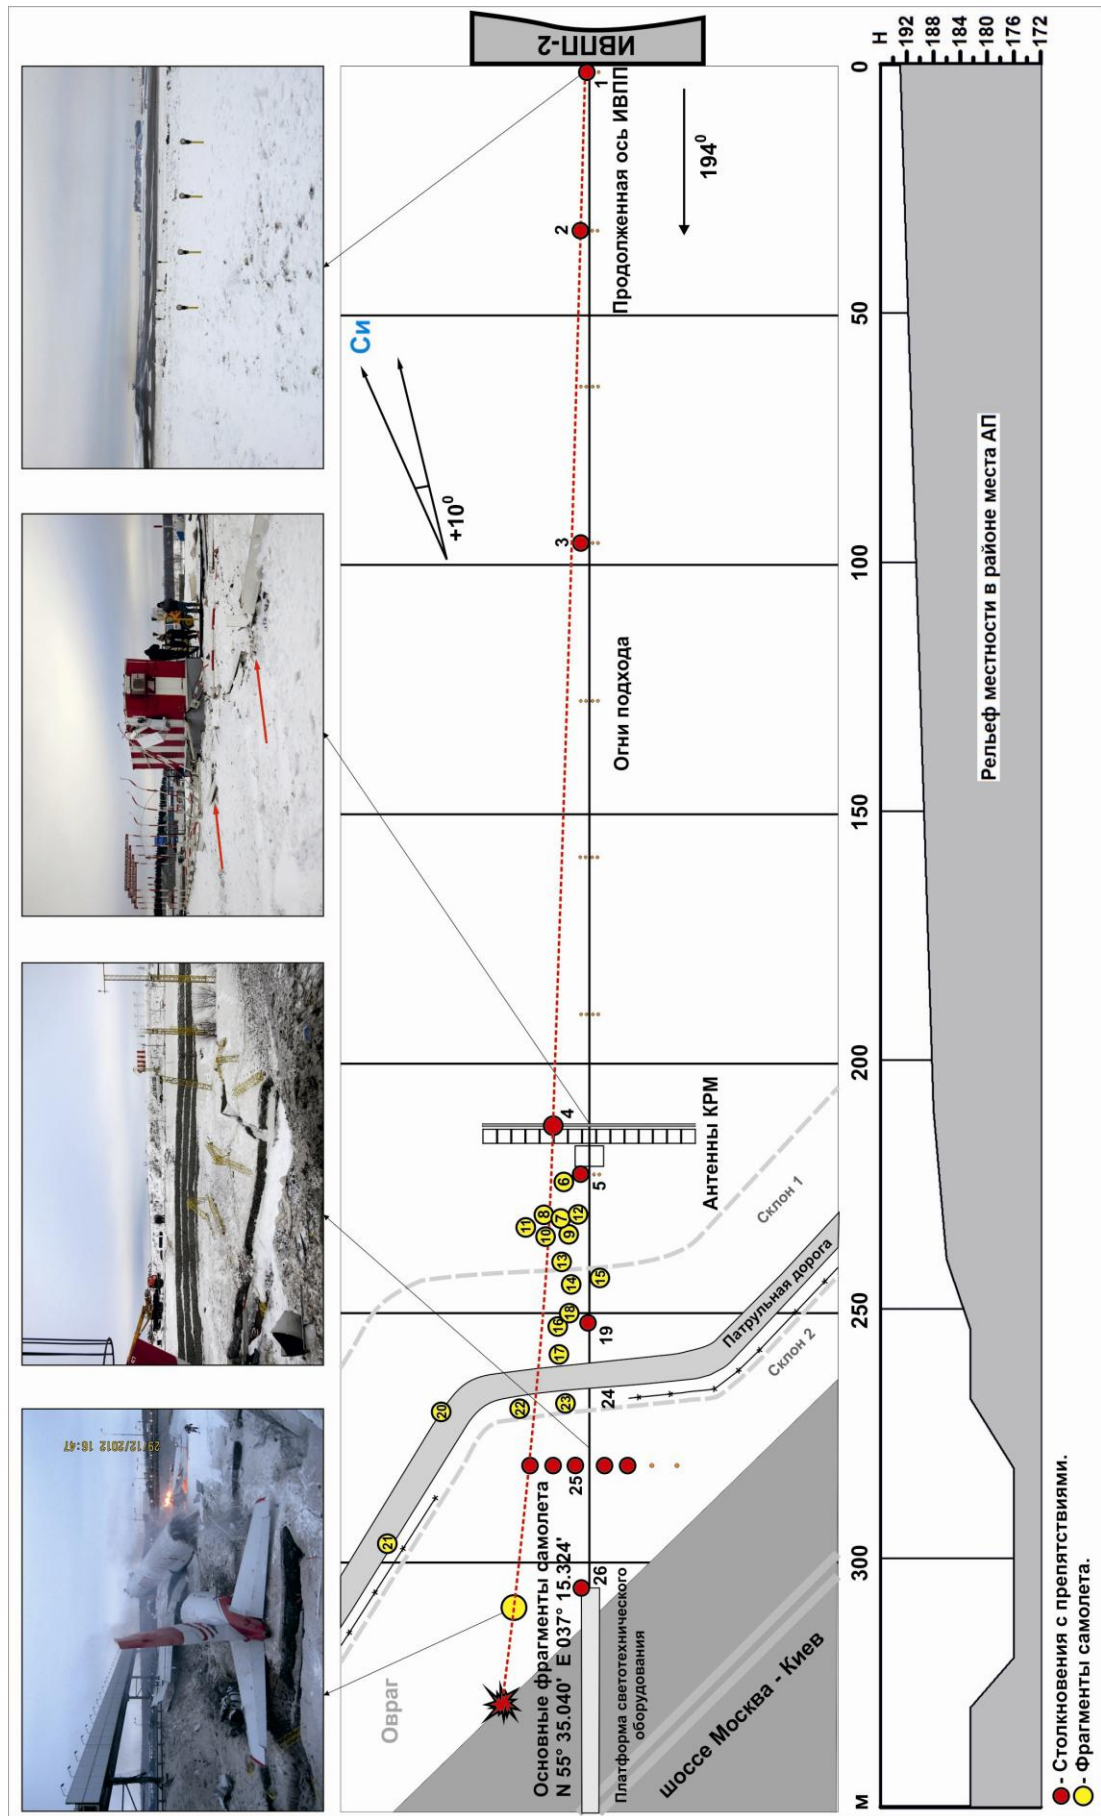 29/12/2012 16:47
ИВПП-2
1
2
3
4
5
6
7
8
9
10
11
12
13
14
15
16
17
18
19
20
21
22
23
24
25
26
194⁰
Продолженная ось ИВПП
Си
+10⁰
Огни подхода
Антенны КРМ
Склон 1
Патрульная дорога
Склон 2
Овраг
Основные фрагменты самолета
N 55° 35.040' E 037° 15.324'
Платформа светотехнического
оборудования
шоссе Москва - Киев
М
300
250
200
150
100
50
0
Н
192
188
184
180
176
172
Рельеф местности в районе места АП
- Столкновения с препятствиями.
- Фрагменты самолета.